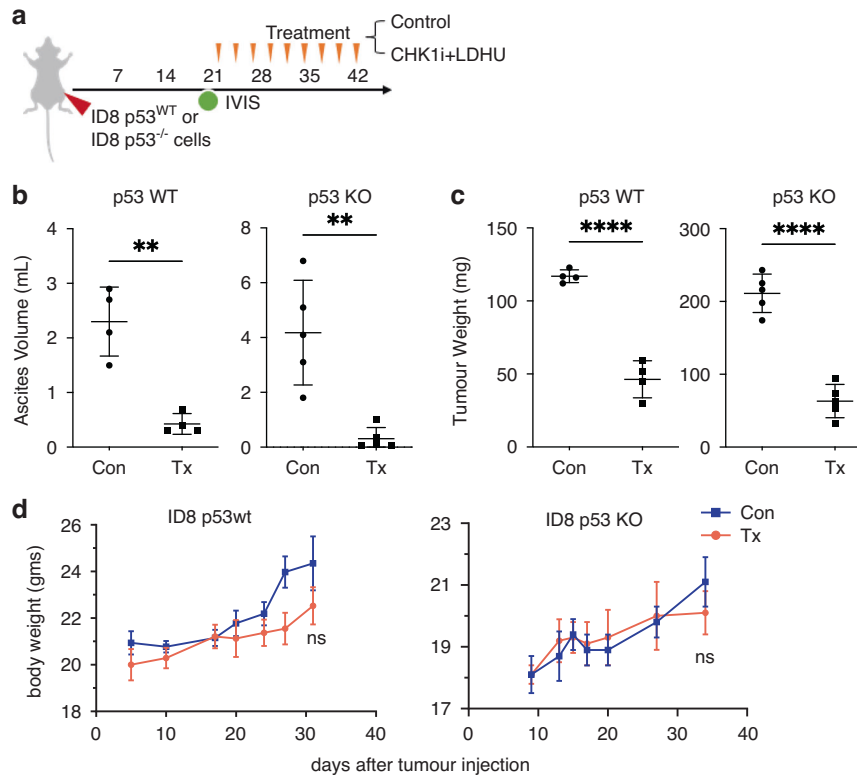 a
Treatment
Control
CHK1i+LDHU
7 14 21 28 35 42
IVIS
ID8 p53WT or
ID8 p53-/- cells
b
p53 WT
p53 KO
Ascites Volume (mL)
4
3
2
1
0
**
Con Tx
8
6
4
2
0
**
Con Tx
c
p53 WT
p53 KO
Tumour Weight (mg)
150
100
50
0
****
Con Tx
300
200
100
0
****
Con Tx
d
ID8 p53wt
body weight (gms)
26
24
22
20
18
ns
0 10 20 30 40
ID8 p53 KO
Con
Tx
23
21
19
17
ns
0 10 20 30 40
days after tumour injection